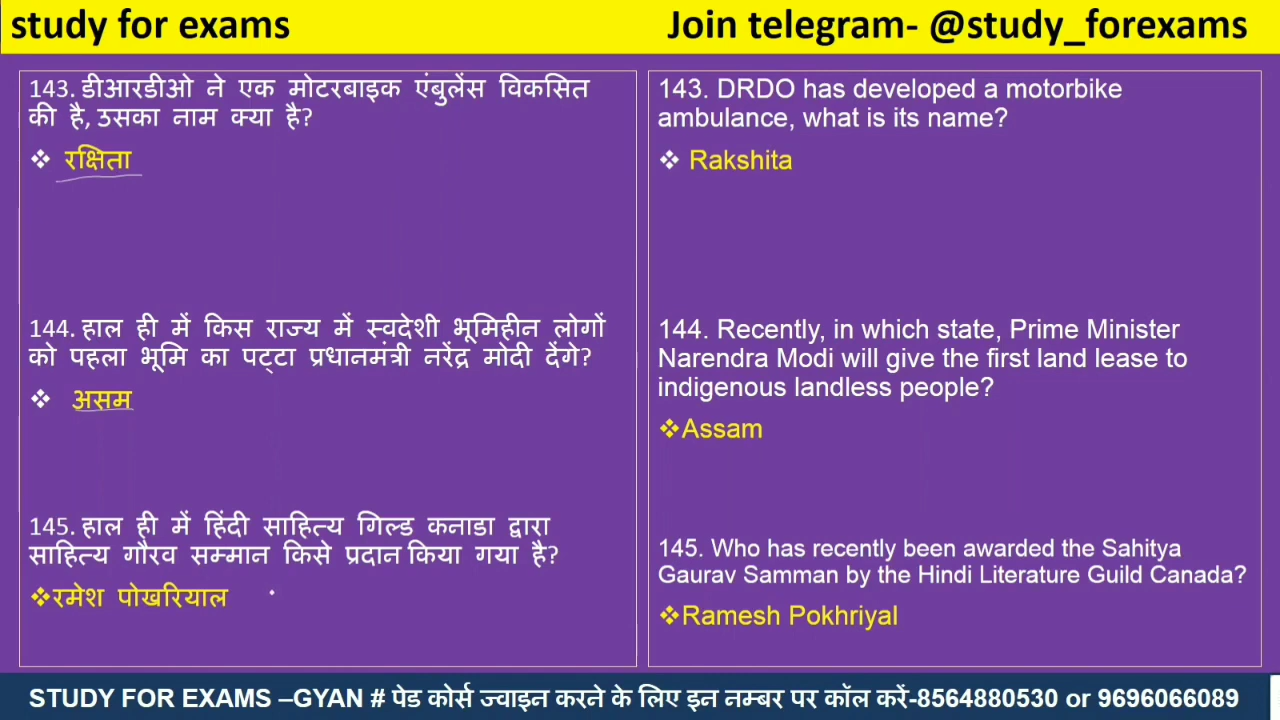 study for exams
Join telegram- @study_forexams
143. डीआरडीओ ने एक मोटरबाइक एंबुलेंस विकसित
की है, उसका नाम क्या है?
❖ रक्षिता
144. हाल ही में किस राज्य में स्वदेशी भूमिहीन लोगों
को पहला भूमि का पट्टा प्रधानमंत्री नरेंद्र मोदी देंगे?
❖ असम
145. हाल ही में हिंदी साहित्य गिल्ड कनाडा द्वारा
साहित्य गौरव सम्मान किसे प्रदान किया गया है?
❖रमेश पोखरियाल
143. DRDO has developed a motorbike
ambulance, what is its name?
❖ Rakshita
144. Recently, in which state, Prime Minister
Narendra Modi will give the first land lease to
indigenous landless people?
❖Assam
145. Who has recently been awarded the Sahitya
Gaurav Samman by the Hindi Literature Guild Canada?
❖Ramesh Pokhriyal
STUDY FOR EXAMS –GYAN # पेड कोर्स ज्वाइन करने के लिए इन नम्बर पर कॉल करें-8564880530 or 9696066089